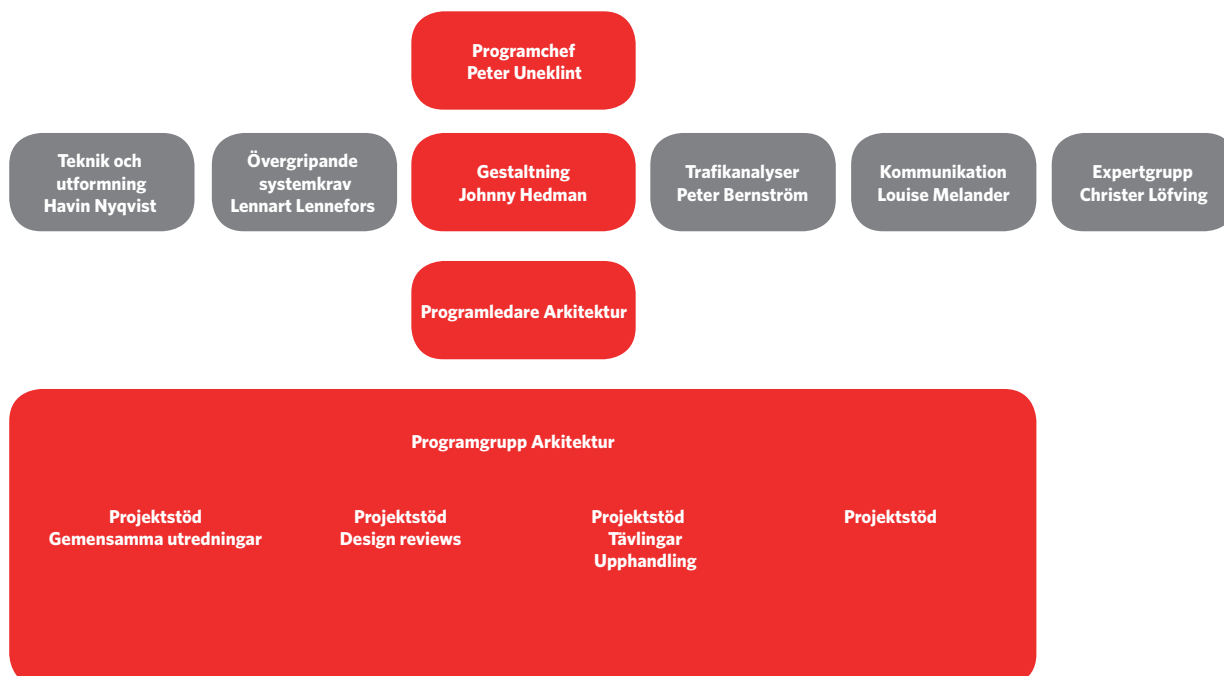 Programchef
Peter Uneklint
Teknik och
utformning
Havin Nyqvist
Övergripande
systemkrav
Lennart Lennefors
Gestaltning
Johnny Hedman
Trafikanalyser
Peter Bernström
Kommunikation
Louise Melander
Expertgrupp
Christer Löfving
Programledare Arkitektur
Programgrupp Arkitektur
Projektstöd
Gemensamma utredningar
Projektstöd
Design reviews
Projektstöd
Tävlingar
Upphandling
Projektstöd